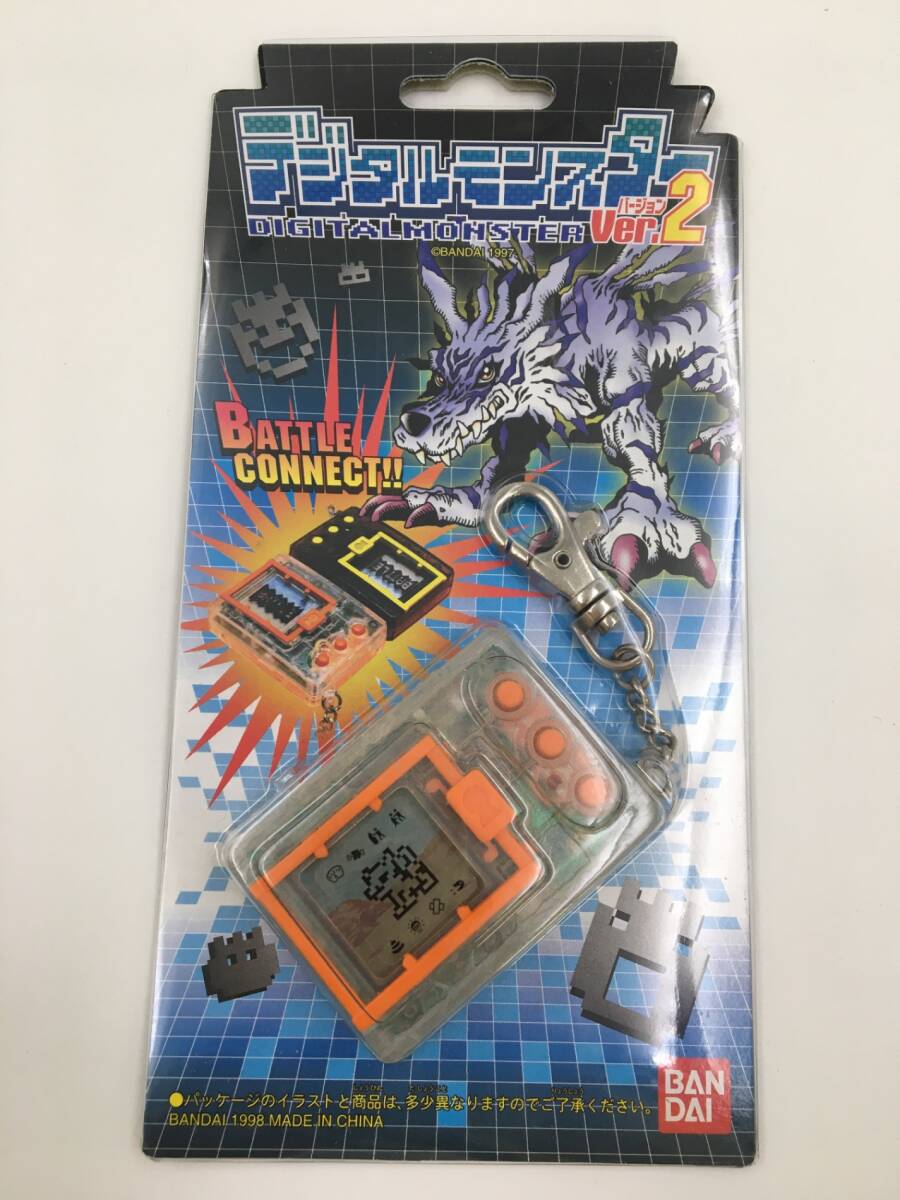 デジタルモンスター
DIGITALMONSTER
バージョン
Ver.2
©BANDAI 1997
BATTLE
CONNECT!!
BATTLE
●パッケージのイラストと商品は、多少異なりますのでご了承ください。
BANDAI 1998 MADE IN CHINA
BAN
DAI